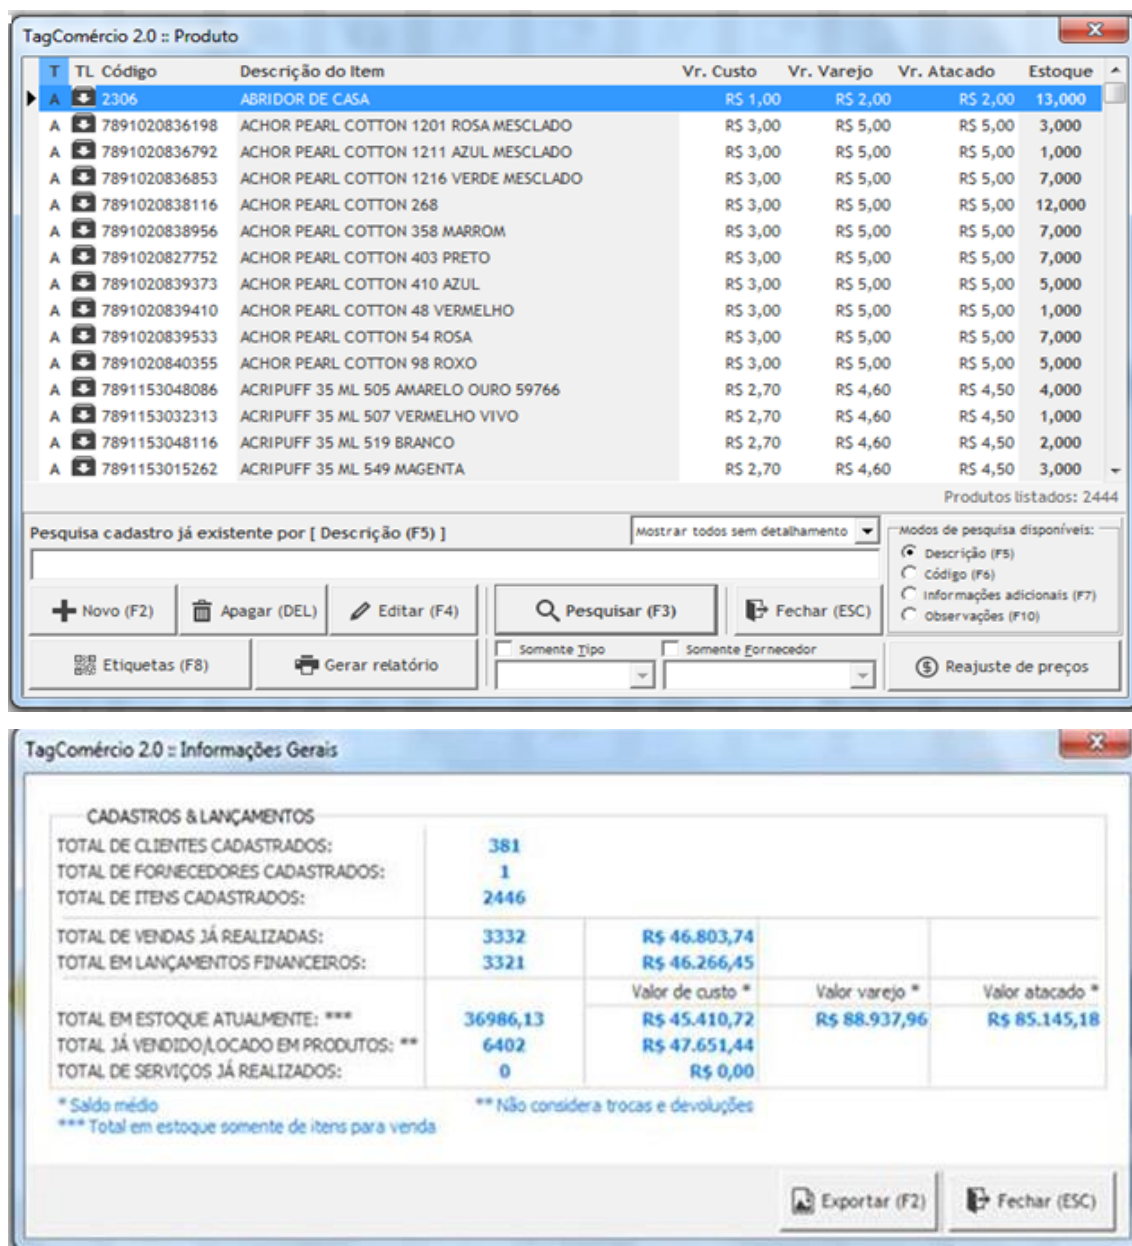 TagComércio 2.0 :: Produto
T TL Código Descrição do Item Vr. Custo Vr. Varejo Vr. Atacado Estoque
A 2306 ABRIDOR DE CASA R$ 1,00 R$ 2,00 R$ 2,00 13,000
A 7891020836198 ACHOR PEARL COTTON 1201 ROSA MESCLADO R$ 3,00 R$ 5,00 R$ 5,00 3,000
A 7891020836792 ACHOR PEARL COTTON 1211 AZUL MESCLADO R$ 3,00 R$ 5,00 R$ 5,00 1,000
A 7891020836853 ACHOR PEARL COTTON 1216 VERDE MESCLADO R$ 3,00 R$ 5,00 R$ 5,00 7,000
A 7891020838116 ACHOR PEARL COTTON 268 R$ 3,00 R$ 5,00 R$ 5,00 12,000
A 7891020838956 ACHOR PEARL COTTON 358 MARROM R$ 3,00 R$ 5,00 R$ 5,00 7,000
A 7891020827752 ACHOR PEARL COTTON 403 PRETO R$ 3,00 R$ 5,00 R$ 5,00 7,000
A 7891020839373 ACHOR PEARL COTTON 410 AZUL R$ 3,00 R$ 5,00 R$ 5,00 5,000
A 7891020839410 ACHOR PEARL COTTON 48 VERMELHO R$ 3,00 R$ 5,00 R$ 5,00 1,000
A 7891020839533 ACHOR PEARL COTTON 54 ROSA R$ 3,00 R$ 5,00 R$ 5,00 7,000
A 7891020840355 ACHOR PEARL COTTON 98 ROXO R$ 3,00 R$ 5,00 R$ 5,00 5,000
A 7891153048086 ACRIPUFF 35 ML 505 AMARELO OURO 59766 R$ 2,70 R$ 4,60 R$ 4,50 4,000
A 7891153032313 ACRIPUFF 35 ML 507 VERMELHO VIVO R$ 2,70 R$ 4,60 R$ 4,50 1,000
A 7891153048116 ACRIPUFF 35 ML 519 BRANCO R$ 2,70 R$ 4,60 R$ 4,50 2,000
A 7891153015262 ACRIPUFF 35 ML 549 MAGENTA R$ 2,70 R$ 4,60 R$ 4,50 3,000
Produtos listados: 2444
Pesquisa cadastro já existente por [ Descrição (F5) ] Mostrar todos sem detalhamento
Modos de pesquisa disponíveis:
Descrição (F5)
Código (F6)
Informações adicionais (F7)
Observações (F10)
Novo (F2) Apagar (DEL) Editar (F4) Pesquisar (F3) Fechar (ESC)
Etiquetas (F8) Gerar relatório Somente Tipo Somente Fornecedor Reajuste de preços
TagComércio 2.0 :: Informações Gerais
CADASTROS & LANÇAMENTOS
TOTAL DE CLIENTES CADASTRADOS: 381
TOTAL DE FORNECEDORES CADASTRADOS: 1
TOTAL DE ITENS CADASTRADOS: 2446
TOTAL DE VENDAS JÁ REALIZADAS: 3332 R$ 46.803,74
TOTAL EM LANÇAMENTOS FINANCEIROS: 3321 R$ 46.266,45
Valor de custo * Valor varejo * Valor atacado *
TOTAL EM ESTOQUE ATUALMENTE: *** 36986,13 R$ 45.410,72 R$ 88.937,96 R$ 85.145,18
TOTAL JÁ VENDIDO/LOCADO EM PRODUTOS: ** 6402 R$ 47.651,44
TOTAL DE SERVIÇOS JÁ REALIZADOS: 0 R$ 0,00
* Saldo médio ** Não considera trocas e devoluções
*** Total em estoque somente de itens para venda
Exportar (F2) Fechar (ESC)